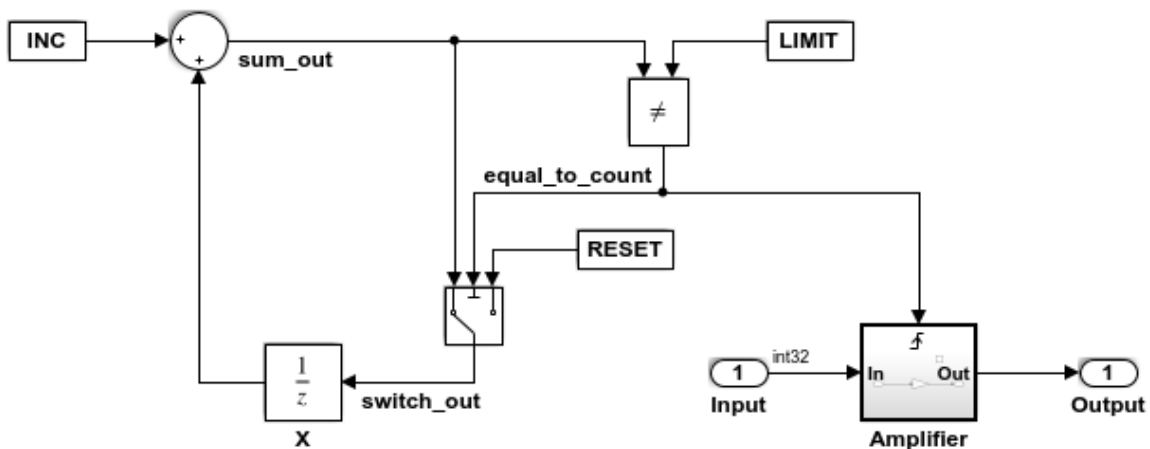 INC
+
+
sum_out
LIMIT
≠
equal_to_count
RESET
1
z
X
switch_out
1
Input
int32
In
Out
Amplifier
1
Output